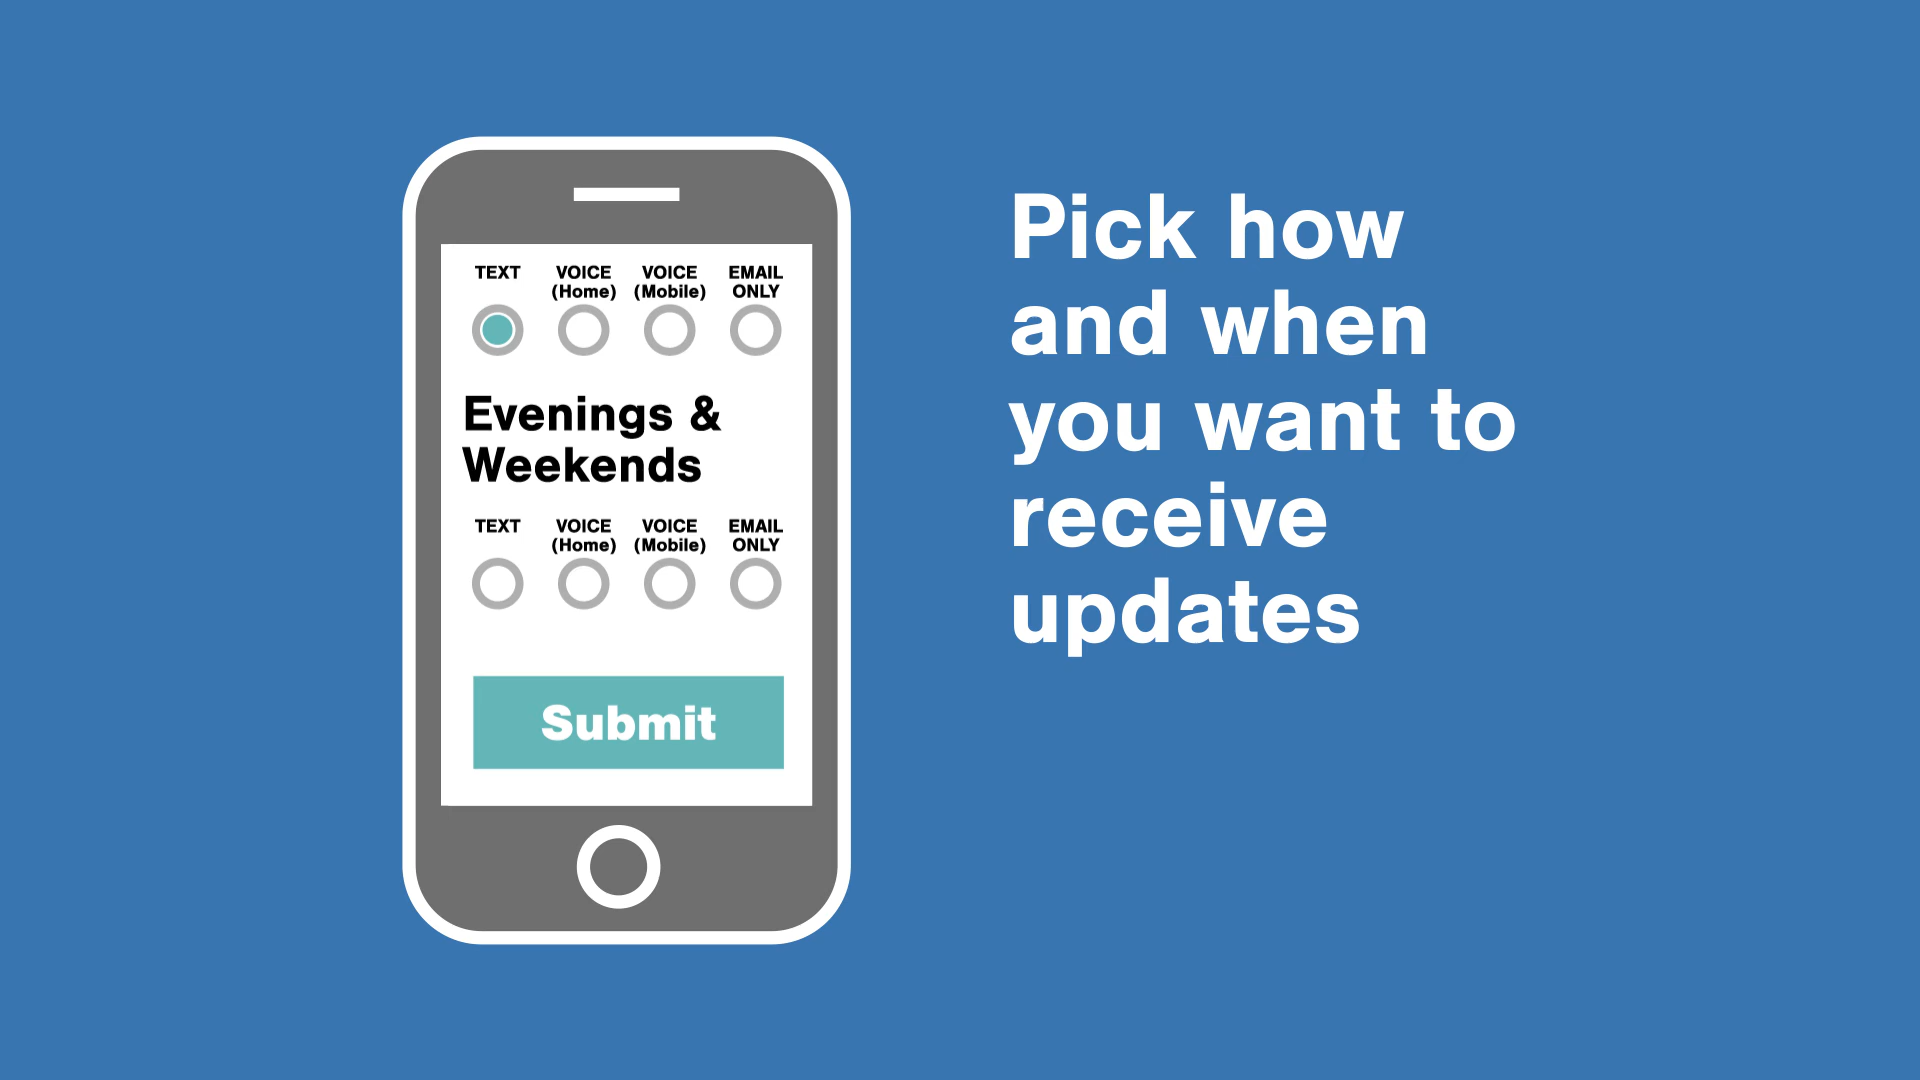 TEXT VOICE VOICE EMAIL
(Home) (Mobile) ONLY
Evenings &
Weekends
TEXT VOICE VOICE EMAIL
(Home) (Mobile) ONLY
Submit
Pick how
and when
you want to
receive
updates